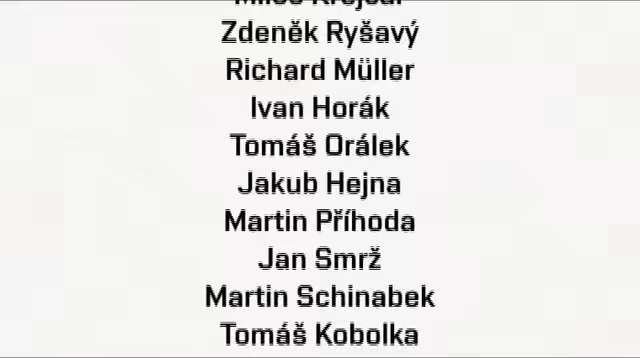 Zdeněk Ryšavý
Richard Müller
Ivan Horák
Tomáš Orálek
Jakub Hejna
Martin Příhoda
Jan Smrž
Martin Schinabek
Tomáš Kobolka